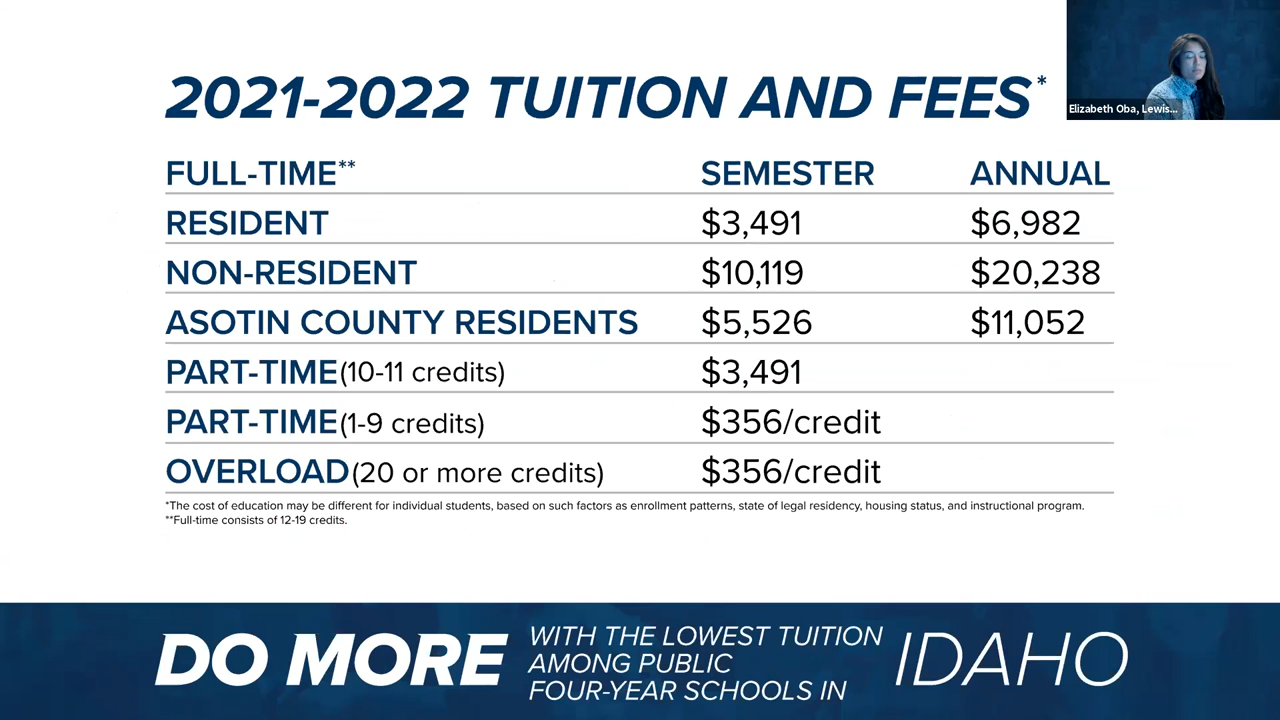 Elizabeth Oba, Lewis...
2021-2022 TUITION AND FEES*
FULL-TIME** SEMESTER ANNUAL
RESIDENT $3,491 $6,982
NON-RESIDENT $10,119 $20,238
ASOTIN COUNTY RESIDENTS $5,526 $11,052
PART-TIME (10-11 credits) $3,491
PART-TIME (1-9 credits) $356/credit
OVERLOAD (20 or more credits) $356/credit
*The cost of education may be different for individual students, based on such factors as enrollment patterns, state of legal residency, housing status, and instructional program.
**Full-time consists of 12-19 credits.
DO MORE
WITH THE LOWEST TUITION
AMONG PUBLIC
FOUR-YEAR SCHOOLS IN
IDAHO